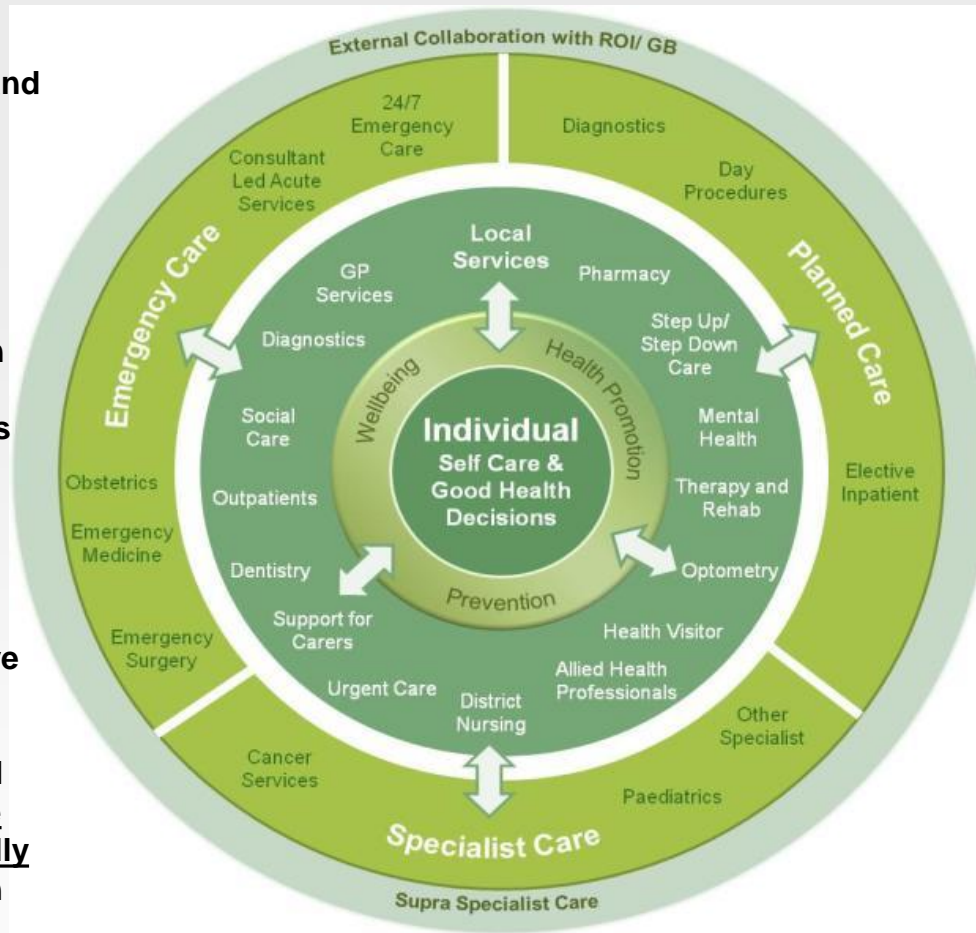 External Collaboration with ROI/ GB
nd
n
s
ve
d
lly
n
Emergency Care
24/7
Emergency
Care
Consultant
Led Acute
Services
Obstetrics
Emergency
Medicine
Emergency
Surgery
Planned Care
Diagnostics
Day
Procedures
Elective
Inpatient
Specialist Care
Cancer
Services
Paediatrics
Other
Specialist
Local
Services
GP
Services
Diagnostics
Social
Care
Outpatients
Dentistry
Support for
Carers
Urgent Care
District
Nursing
Allied Health
Professionals
Health Visitor
Optometry
Therapy and
Rehab
Mental
Health
Step Up/
Step Down
Care
Pharmacy
Wellbeing
Health Promotion
Prevention
Individual
Self Care &
Good Health
Decisions
Supra Specialist Care